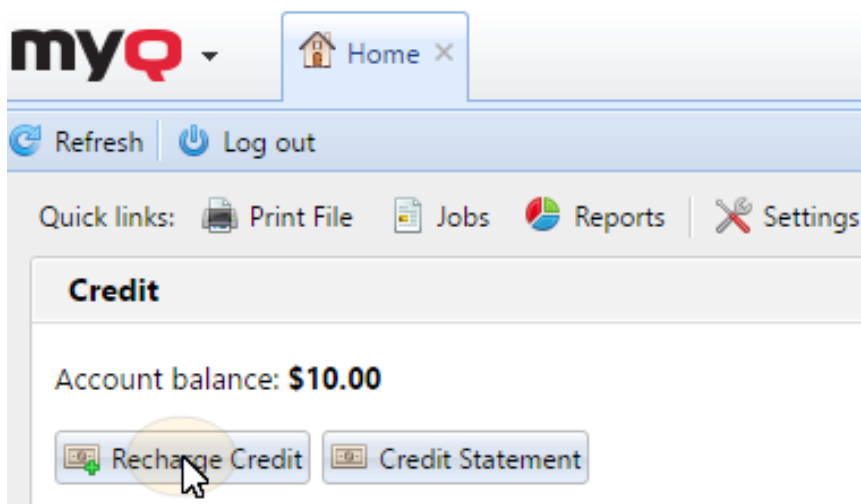 myQ
Home
Refresh Log out
Quick links: Print File Jobs Reports Settings
Credit
Account balance: $10.00
Recharge Credit Credit Statement